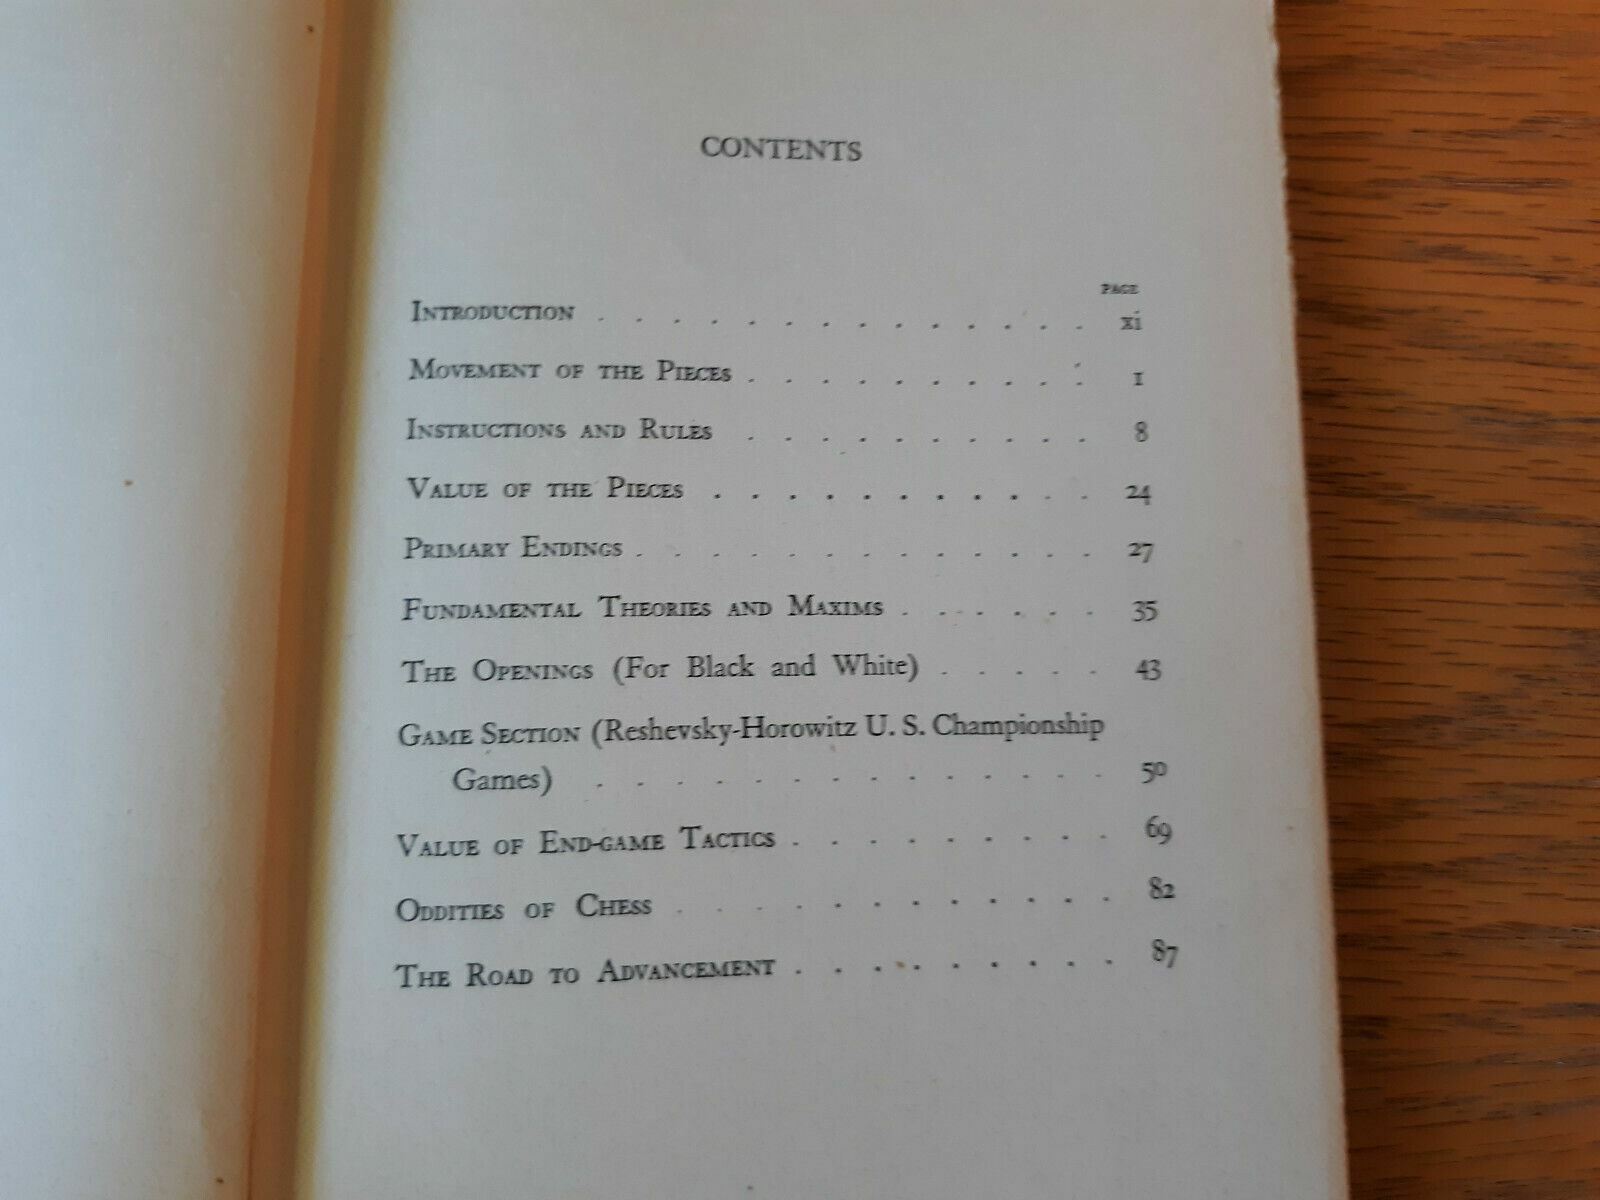 CONTENTS
PAGE
INTRODUCTION . . . . . . . . . . . . . . xi
MOVEMENT OF THE PIECES . . . . . . . . . . 1
INSTRUCTIONS AND RULES . . . . . . . . . . 8
VALUE OF THE PIECES . . . . . . . . . . . 24
PRIMARY ENDINGS . . . . . . . . . . . . . 27
FUNDAMENTAL THEORIES AND MAXIMS . . . . . . 35
THE OPENINGS (For Black and White) . . . . . 43
GAME SECTION (Reshevsky-Horowitz U. S. Championship
Games) . . . . . . . . . . . . . . 50
VALUE OF END-GAME TACTICS . . . . . . . . . 69
ODDITIES OF CHESS . . . . . . . . . . . . 82
THE ROAD TO ADVANCEMENT . . . . . . . . . 87